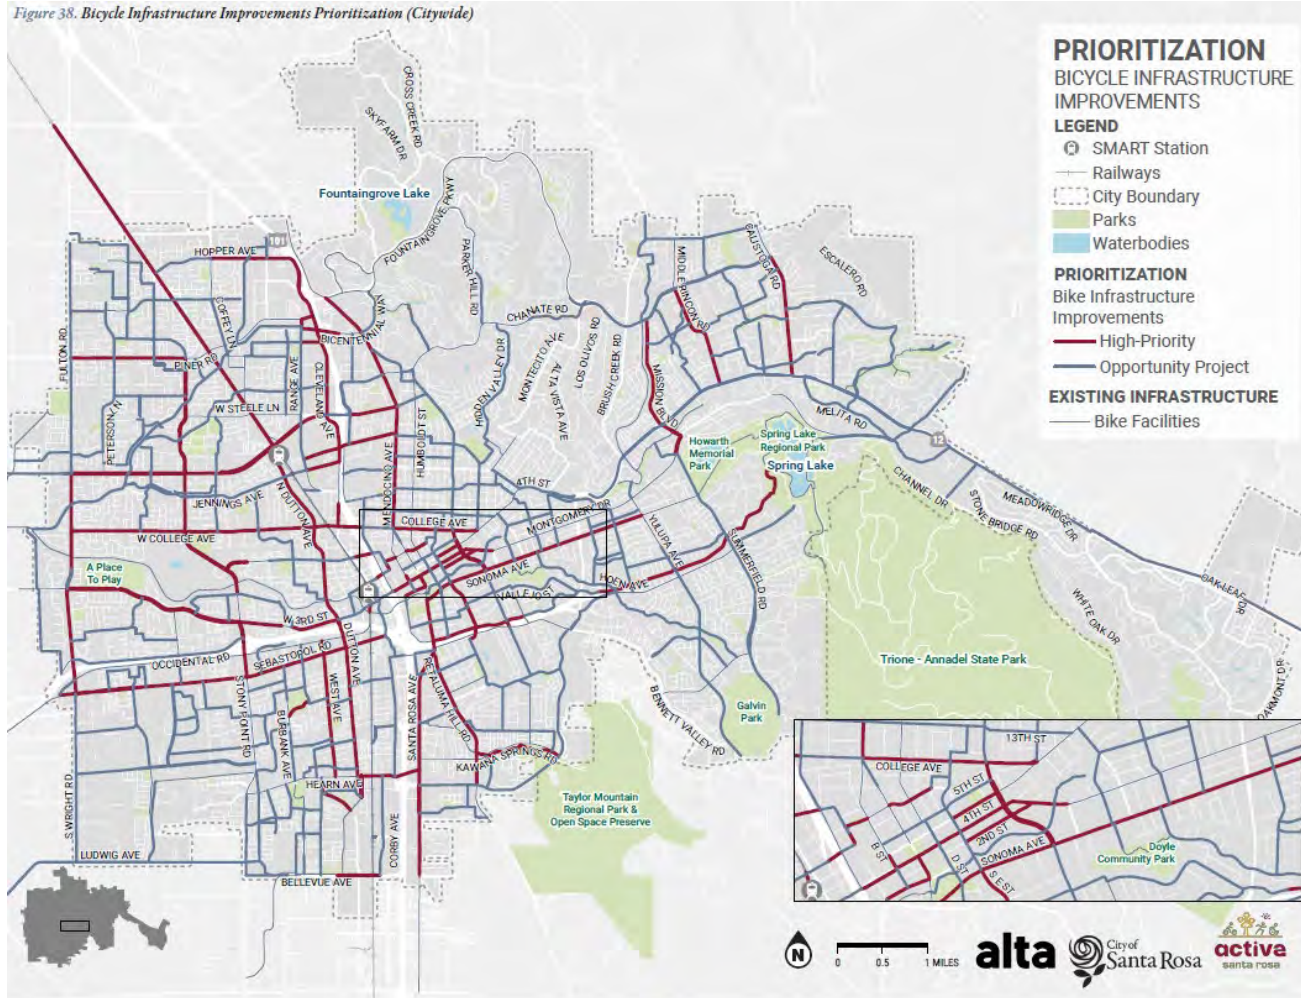 Figure 38. Bicycle Infrastructure Improvements Prioritization (Citywide)
PRIORITIZATION
BICYCLE INFRASTRUCTURE
IMPROVEMENTS
LEGEND
SMART Station
Railways
City Boundary
Parks
Waterbodies
PRIORITIZATION
Bike Infrastructure
Improvements
High-Priority
Opportunity Project
EXISTING INFRASTRUCTURE
Bike Facilities
CROSS CREEK RD
SKYFARM DR
Fountaingrove Lake
FOUNTAINGROVE PKWY
PARKER HILL RD
HOPPER AVE
101
COFFEY LN
BICENTENNIAL WAY
CHANATE RD
MIDDLE RINCON RD
CALISTOGA RD
ESCALERO RD
FULTON RD
PINER RD
RANGE AVE
CLEVELAND AVE
HIDDEN VALLEY DR
MONTECITO AVE
ALTA VISTA AVE
LOS OLIVOS RD
BRUSH CREEK RD
MISSION BLVD
W STEELE LN
PETERSON LN
MENDOCINO AVE
HUMBOLDT ST
MELITA RD
12
Howarth
Memorial
Park
Spring Lake
Regional Park
Spring Lake
JENNINGS AVE
N DUTTON AVE
4TH ST
CHANNEL DR
STONE BRIDGE RD
MEADOWRIDGE DR
COLLEGE AVE
MONTGOMERY DR
W COLLEGE AVE
YULUPA AVE
SUMMERFIELD RD
A Place
To Play
SONOMA AVE
HOEN AVE
VALLEJO ST
OAK LEAF DR
WHITE OAK DR
W 3RD ST
DUTTON AVE
OCCIDENTAL RD
SEBASTOPOL RD
Trione - Annadel State Park
STONY POINT RD
WEST AVE
SANTA ROSA AVE
PETALUMA HILL RD
BENNETT VALLEY RD
Galvin
Park
OAKMONT DR
BURBANK AVE
KAWANA SPRINGS RD
HEARN AVE
S WRIGHT RD
CORBY AVE
Taylor Mountain
Regional Park &
Open Space Preserve
LUDWIG AVE
BELLEVUE AVE
13TH ST
COLLEGE AVE
5TH ST
4TH ST
2ND ST
B ST
D ST
SONOMA AVE
S E ST
Doyle
Community Park
N
0 0.5 1 MILES
alta
City of
Santa Rosa
active
santa rosa